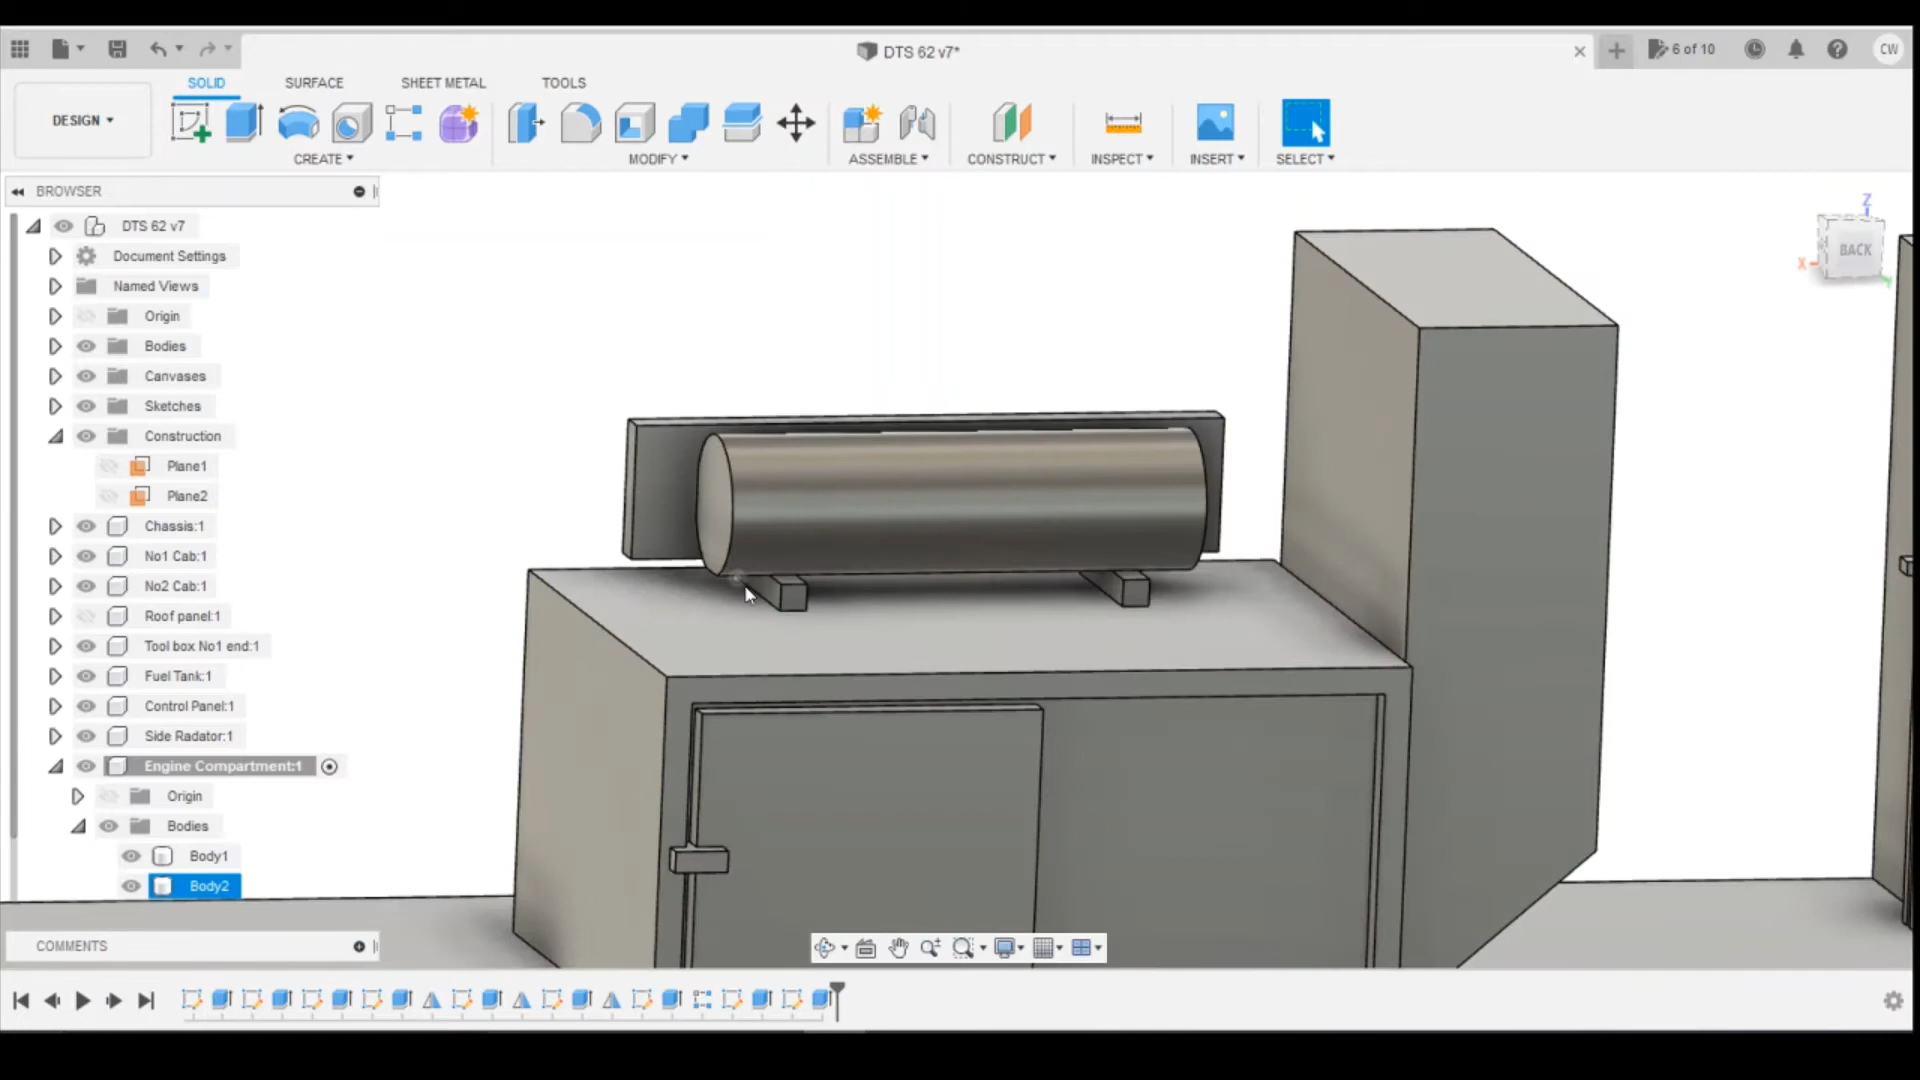 DTS 62 v7*
6 of 10
CW
DESIGN
SOLID
SURFACE
SHEET METAL
TOOLS
CREATE
MODIFY
ASSEMBLE
CONSTRUCT
INSPECT
INSERT
SELECT
BROWSER
DTS 62 v7
Document Settings
Named Views
Origin
Bodies
Canvases
Sketches
Construction
Plane1
Plane2
Chassis:1
No1 Cab:1
No2 Cab:1
Roof panel:1
Tool box No1 end:1
Fuel Tank:1
Control Panel:1
Side Radator:1
Engine Compartment:1
Origin
Bodies
Body1
Body2
Z
BACK
X
COMMENTS